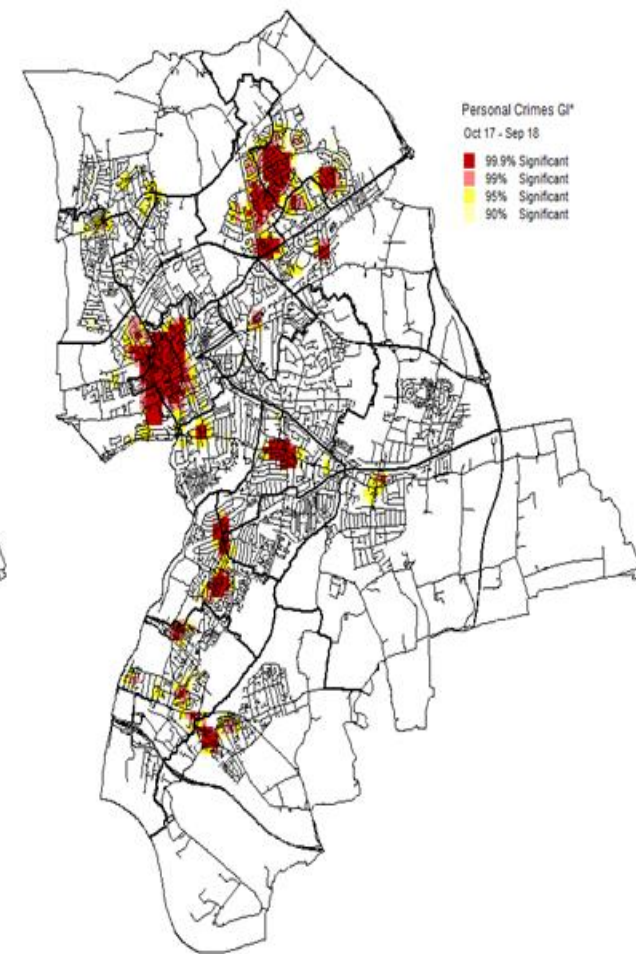 Personal Crimes GI*
Oct 17 - Sep 18
99.9% Significant
99% Significant
95% Significant
90% Significant